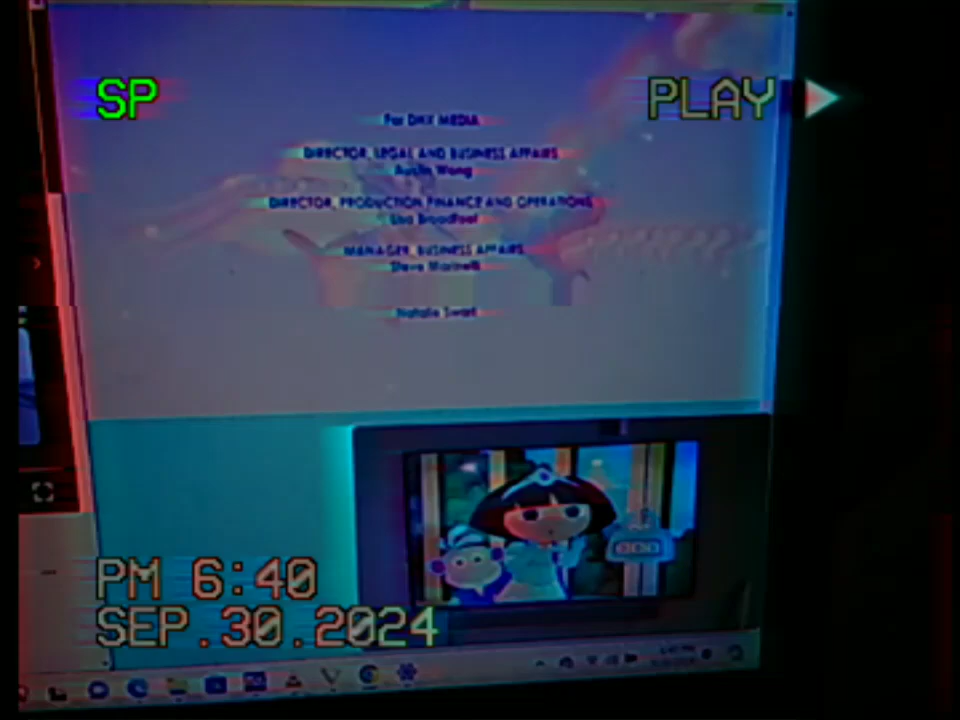 SP
PLAY
For DHX MEDIA
DIRECTOR, LEGAL AND BUSINESS AFFAIRS
Austin Wong
DIRECTOR, PRODUCTION FINANCE AND OPERATIONS
Lisa Broadfoot
MANAGER, BUSINESS AFFAIRS
Steve Marinelli
Natalie Swart
PM 6:40
SEP.30.2024